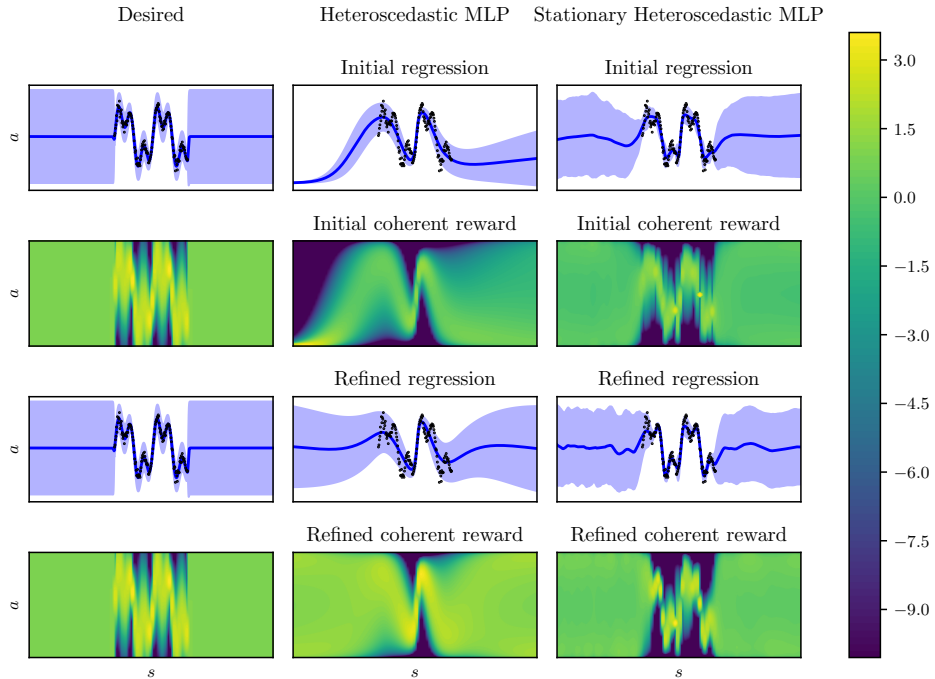 Desired
Heteroscedastic MLP
Stationary Heteroscedastic MLP
Initial regression
Initial regression
a
Initial coherent reward
Initial coherent reward
a
Refined regression
Refined regression
a
Refined coherent reward
Refined coherent reward
a
s
s
s
3.0
1.5
0.0
−1.5
−3.0
−4.5
−6.0
−7.5
−9.0